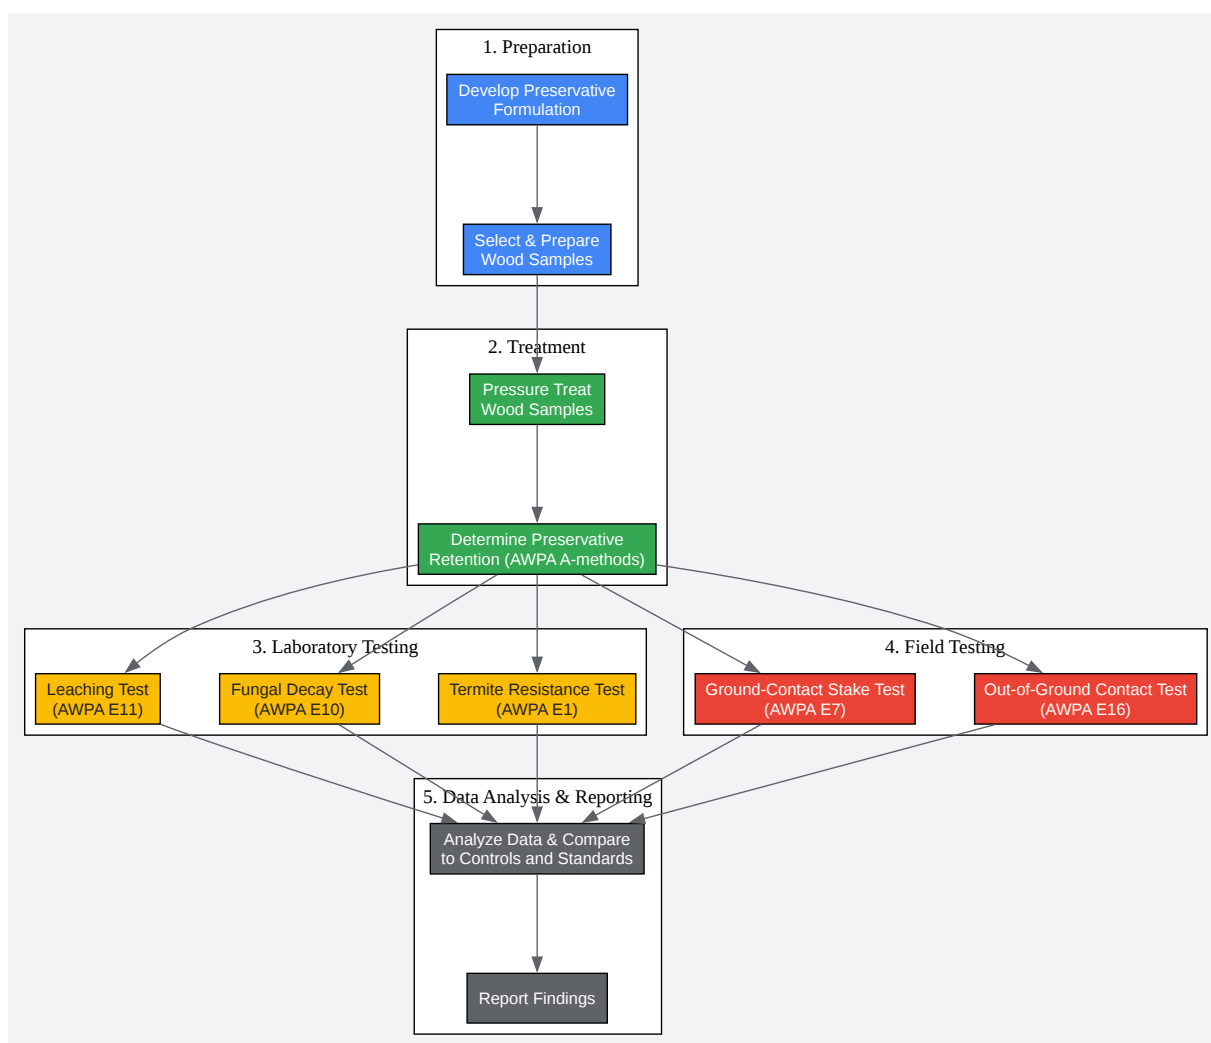 1. Preparation
Develop Preservative
Formulation
Select & Prepare
Wood Samples
2. Treatment
Pressure Treat
Wood Samples
Determine Preservative
Retention (AWPA A-methods)
3. Laboratory Testing
Leaching Test
(AWPA E11)
Fungal Decay Test
(AWPA E10)
Termite Resistance Test
(AWPA E1)
4. Field Testing
Ground-Contact Stake Test
(AWPA E7)
Out-of-Ground Contact Test
(AWPA E16)
5. Data Analysis & Reporting
Analyze Data & Compare
to Controls and Standards
Report Findings